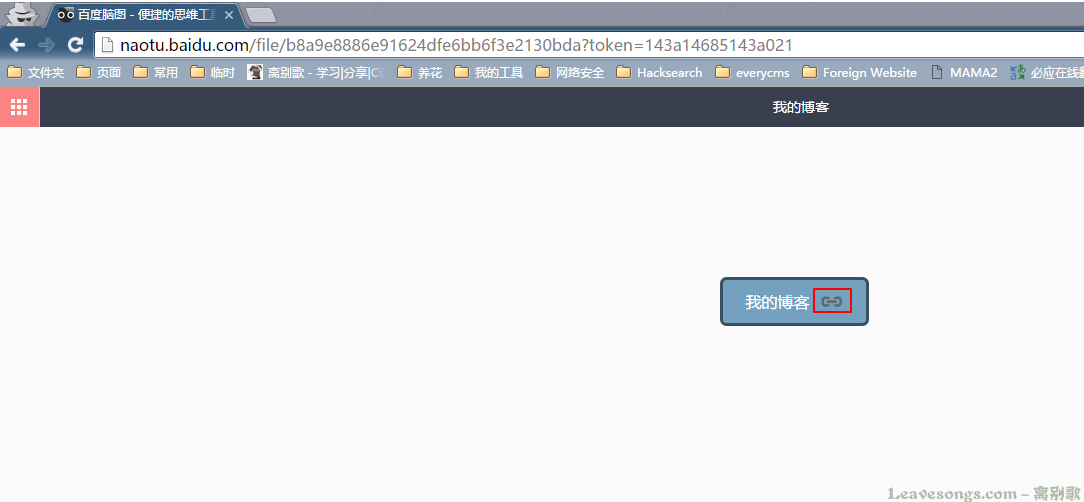 百度脑图 - 便捷的思维工具
naotu.baidu.com/file/b8a9e8886e91624dfe6bb6f3e2130bda?token=143a14685143a021
文件夹 页面 常用 临时 离别歌 - 学习|分享|C 养花 我的工具 网络安全 Hacksearch everycms Foreign Website MAMA2 必应在线翻
我的博客
我的博客
Leavesongs.com - 离别歌